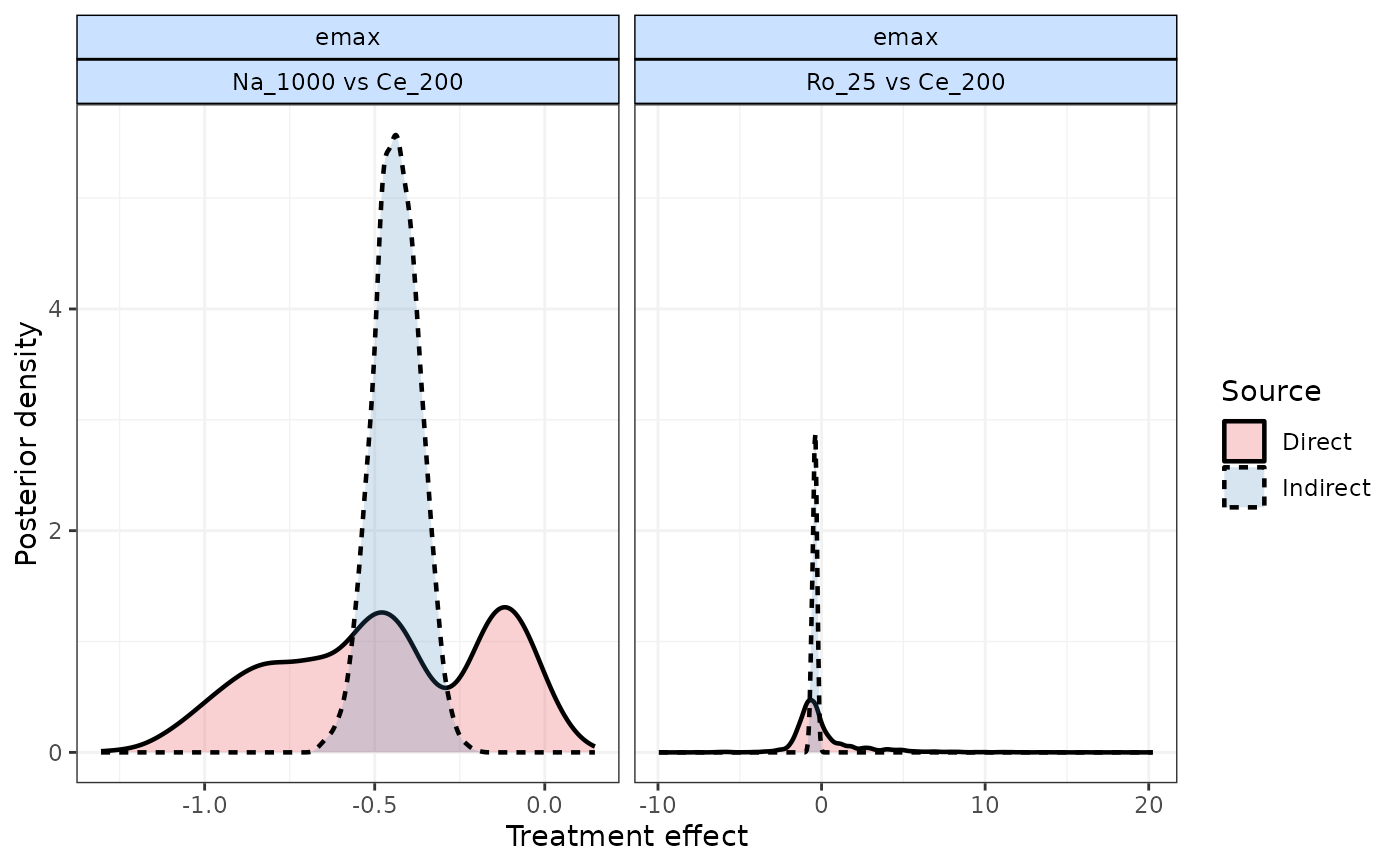 emax
emax
Na_1000 vs Ce_200
Ro_25 vs Ce_200
Posterior density
4
2
0
-1.0
-0.5
0.0
-10
0
10
20
Treatment effect
Source
Direct
Indirect